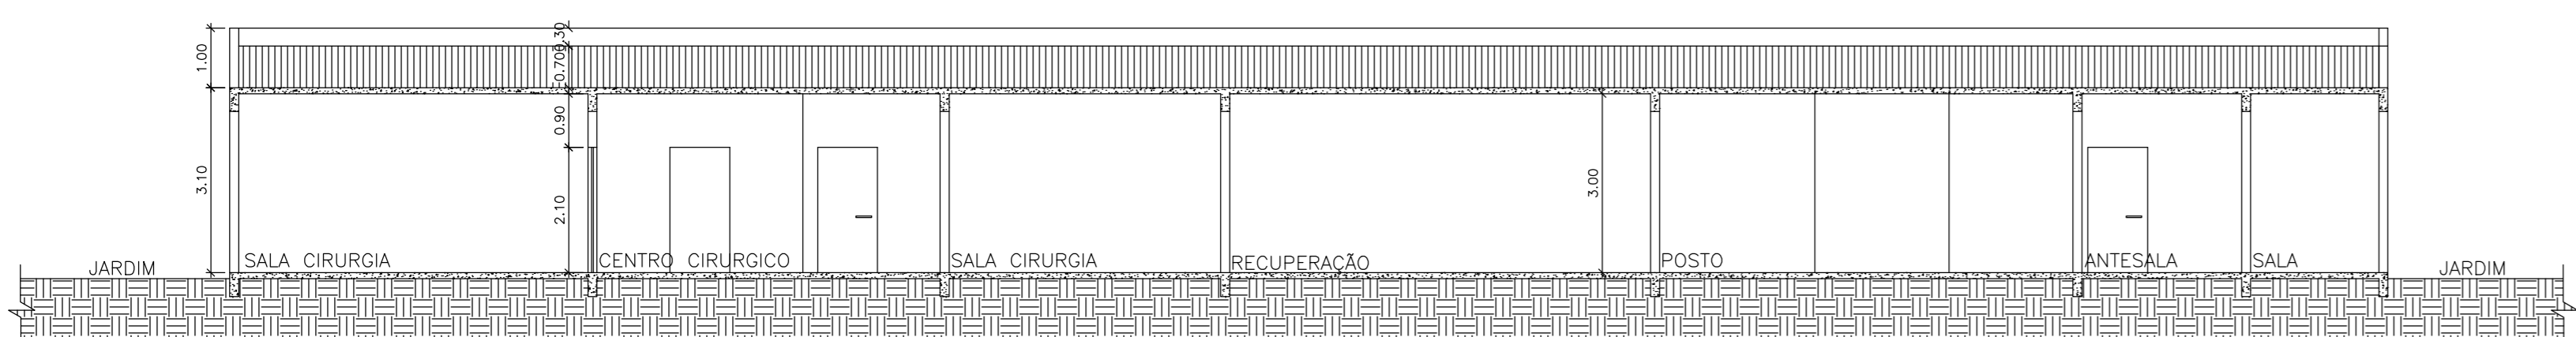 0.30
1.00
0.70
0.90
3.10
2.10
3.00
JARDIM
SALA CIRURGIA
CENTRO CIRURGICO
SALA CIRURGIA
RECUPERAÇÃO
POSTO
ANTESALA
SALA
JARDIM